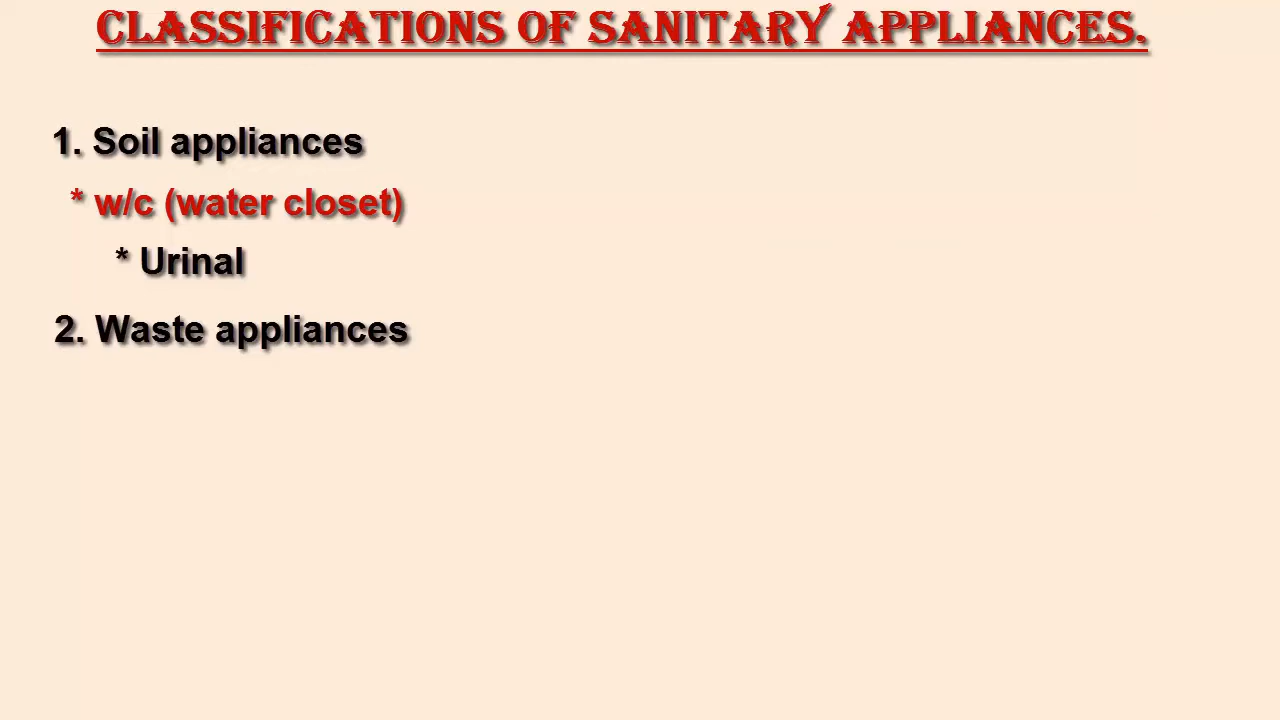 CLASSIFICATIONS OF SANITARY APPLIANCES.
1. Soil appliances
* w/c (water closet)
* Urinal
2. Waste appliances